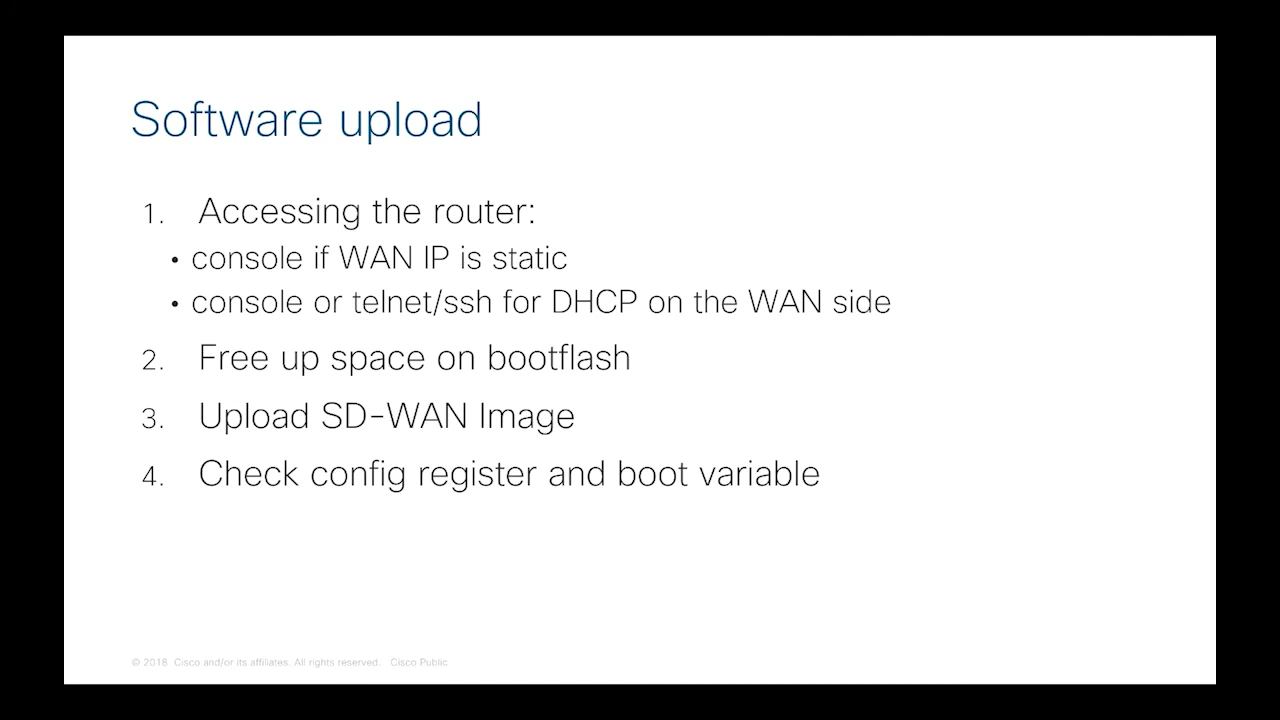 Software upload
1. Accessing the router:
• console if WAN IP is static
• console or telnet/ssh for DHCP on the WAN side
2. Free up space on bootflash
3. Upload SD-WAN Image
4. Check config register and boot variable
© 2018 Cisco and/or its affiliates. All rights reserved. Cisco Public